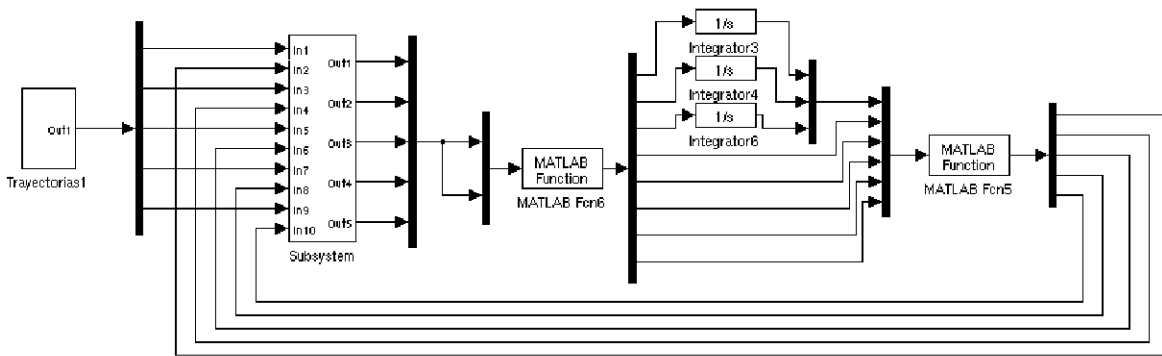 Out1
Trayectorias1
In1
In2
In3
In4
In5
In6
In7
In8
In9
In10
Out1
Out2
Out3
Out4
Out5
Subsystem
MATLAB
Function
MATLAB Fcn6
1/s
Integrator3
1/s
Integrator4
1/s
Integrator6
MATLAB
Function
MATLAB Fcn5